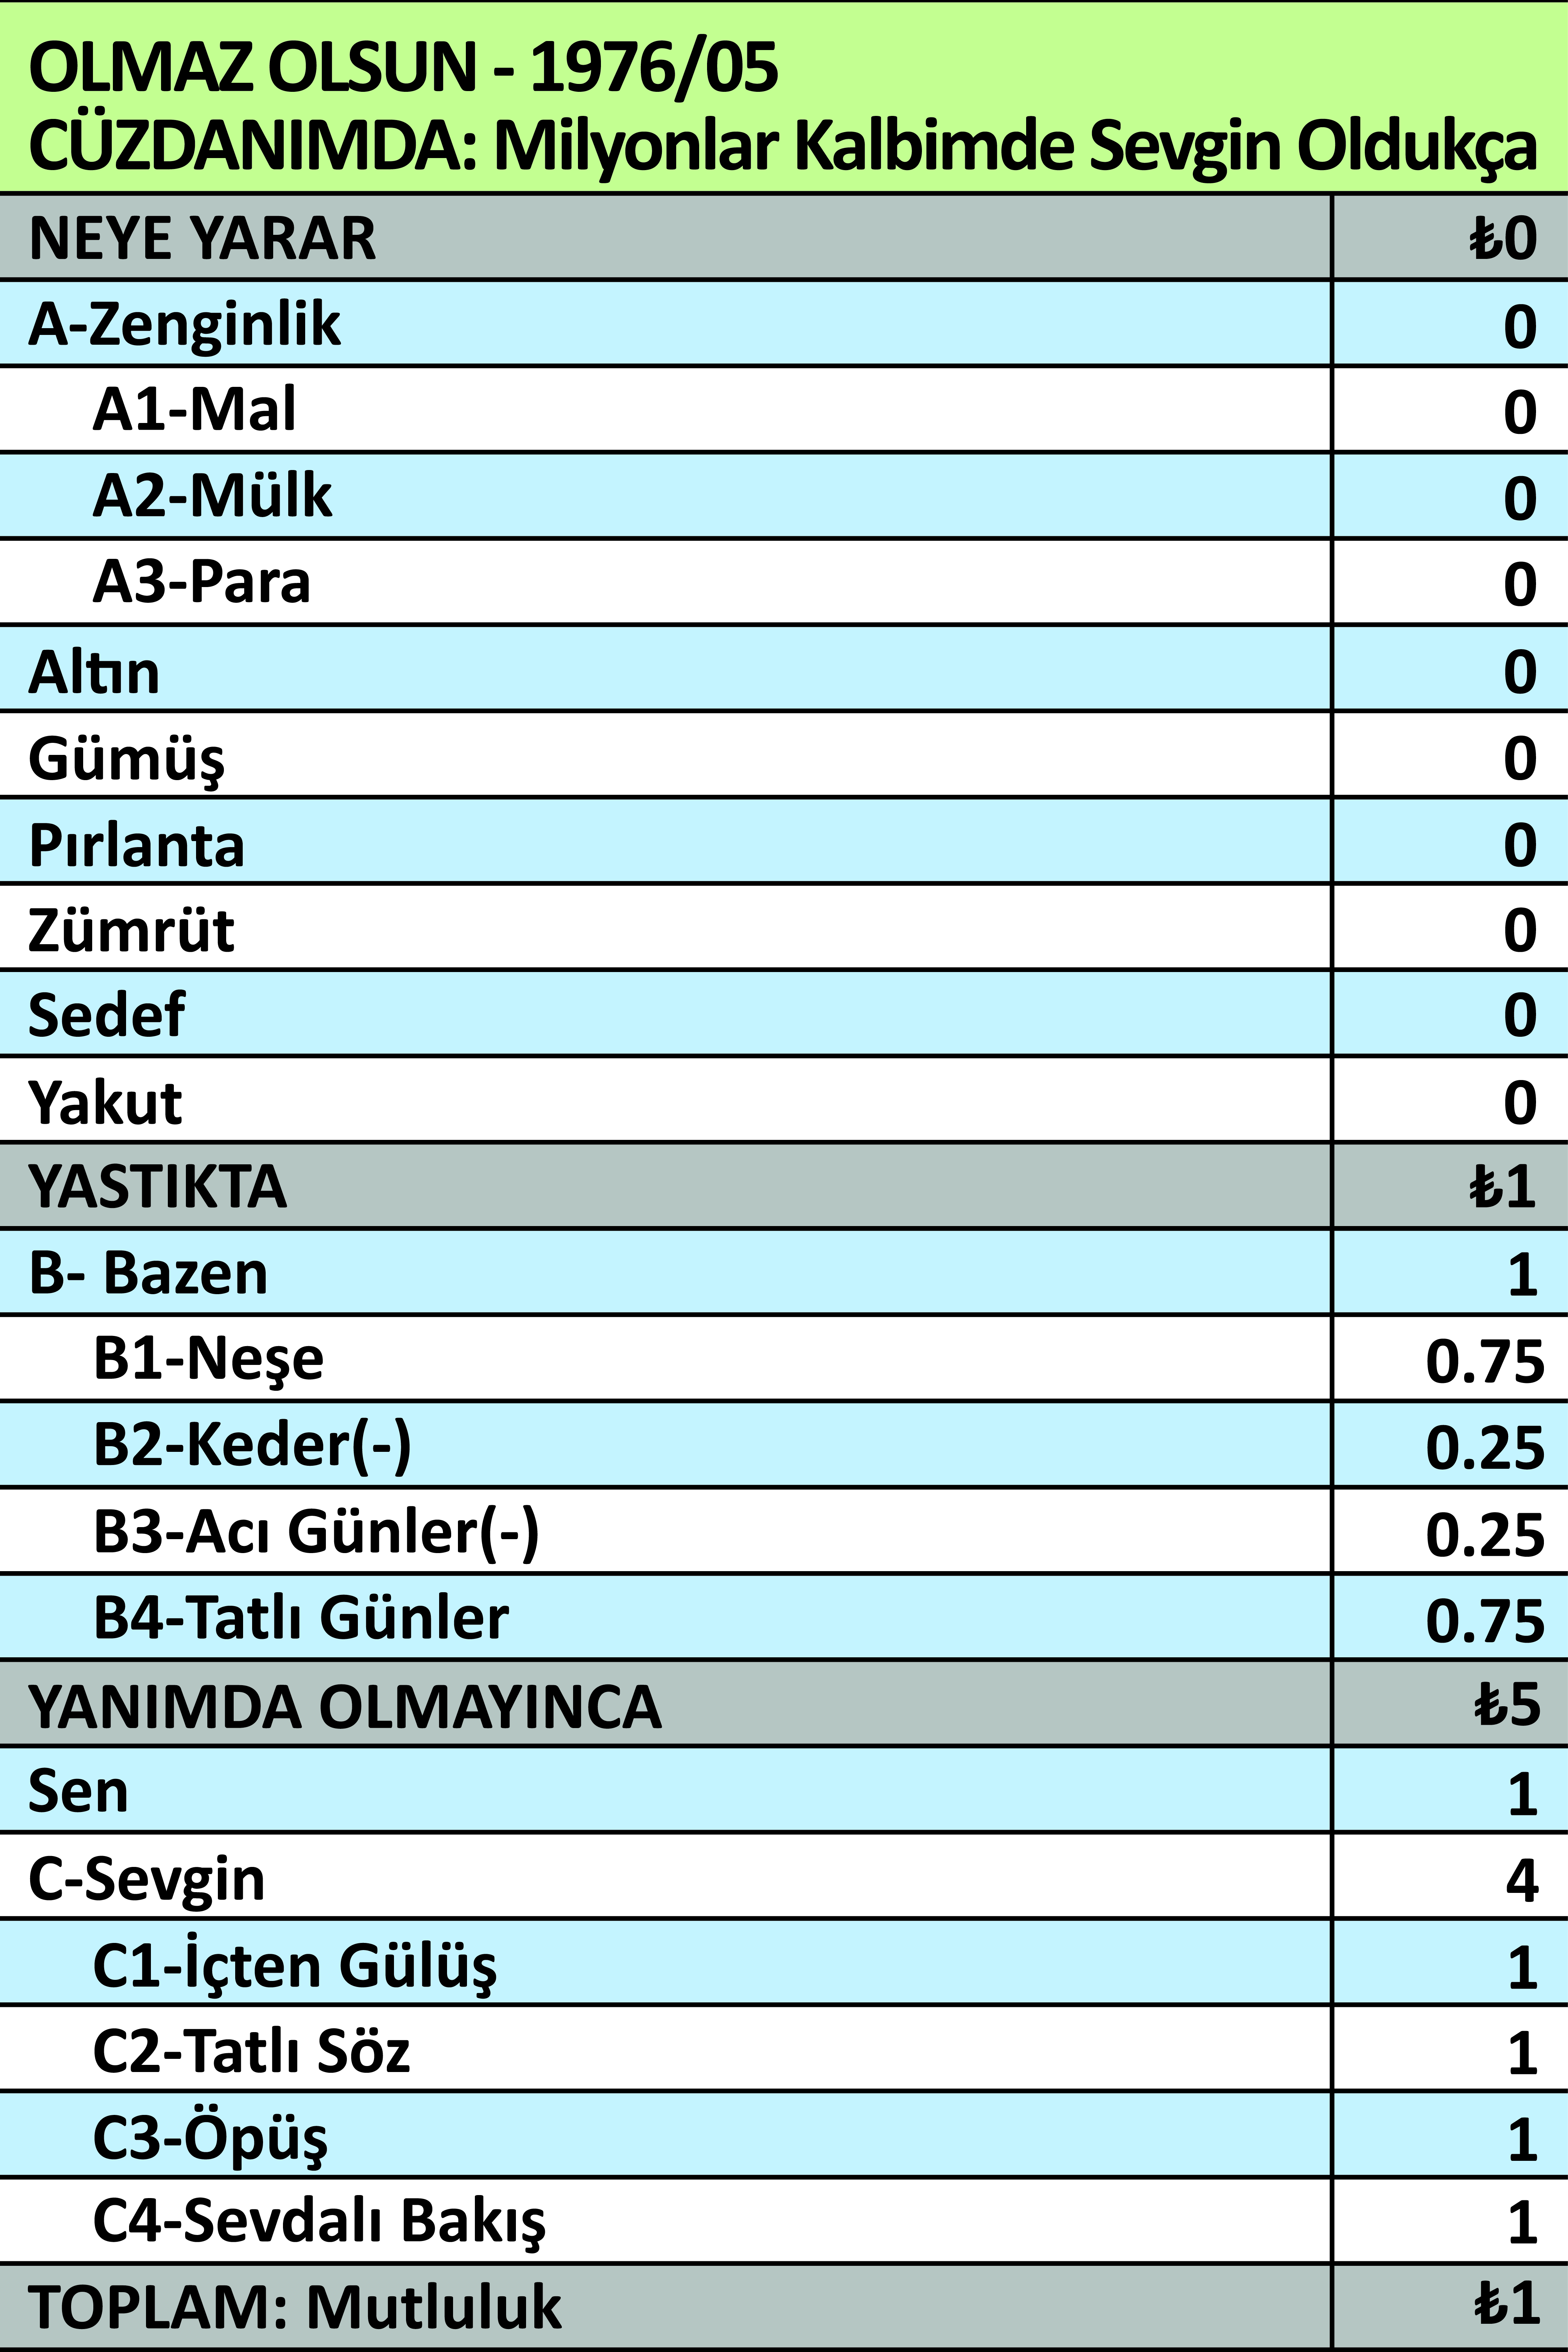 OLMAZ OLSUN - 1976/05
CÜZDANIMDA: Milyonlar Kalbimde Sevgin Oldukça
NEYE YARAR ₺0
A-Zenginlik 0
A1-Mal 0
A2-Mülk 0
A3-Para 0
Altın 0
Gümüş 0
Pırlanta 0
Zümrüt 0
Sedef 0
Yakut 0
YASTIKTA ₺1
B- Bazen 1
B1-Neşe 0.75
B2-Keder(-) 0.25
B3-Acı Günler(-) 0.25
B4-Tatlı Günler 0.75
YANIMDA OLMAYINCA ₺5
Sen 1
C-Sevgin 4
C1-İçten Gülüş 1
C2-Tatlı Söz 1
C3-Öpüş 1
C4-Sevdalı Bakış 1
TOPLAM: Mutluluk ₺1